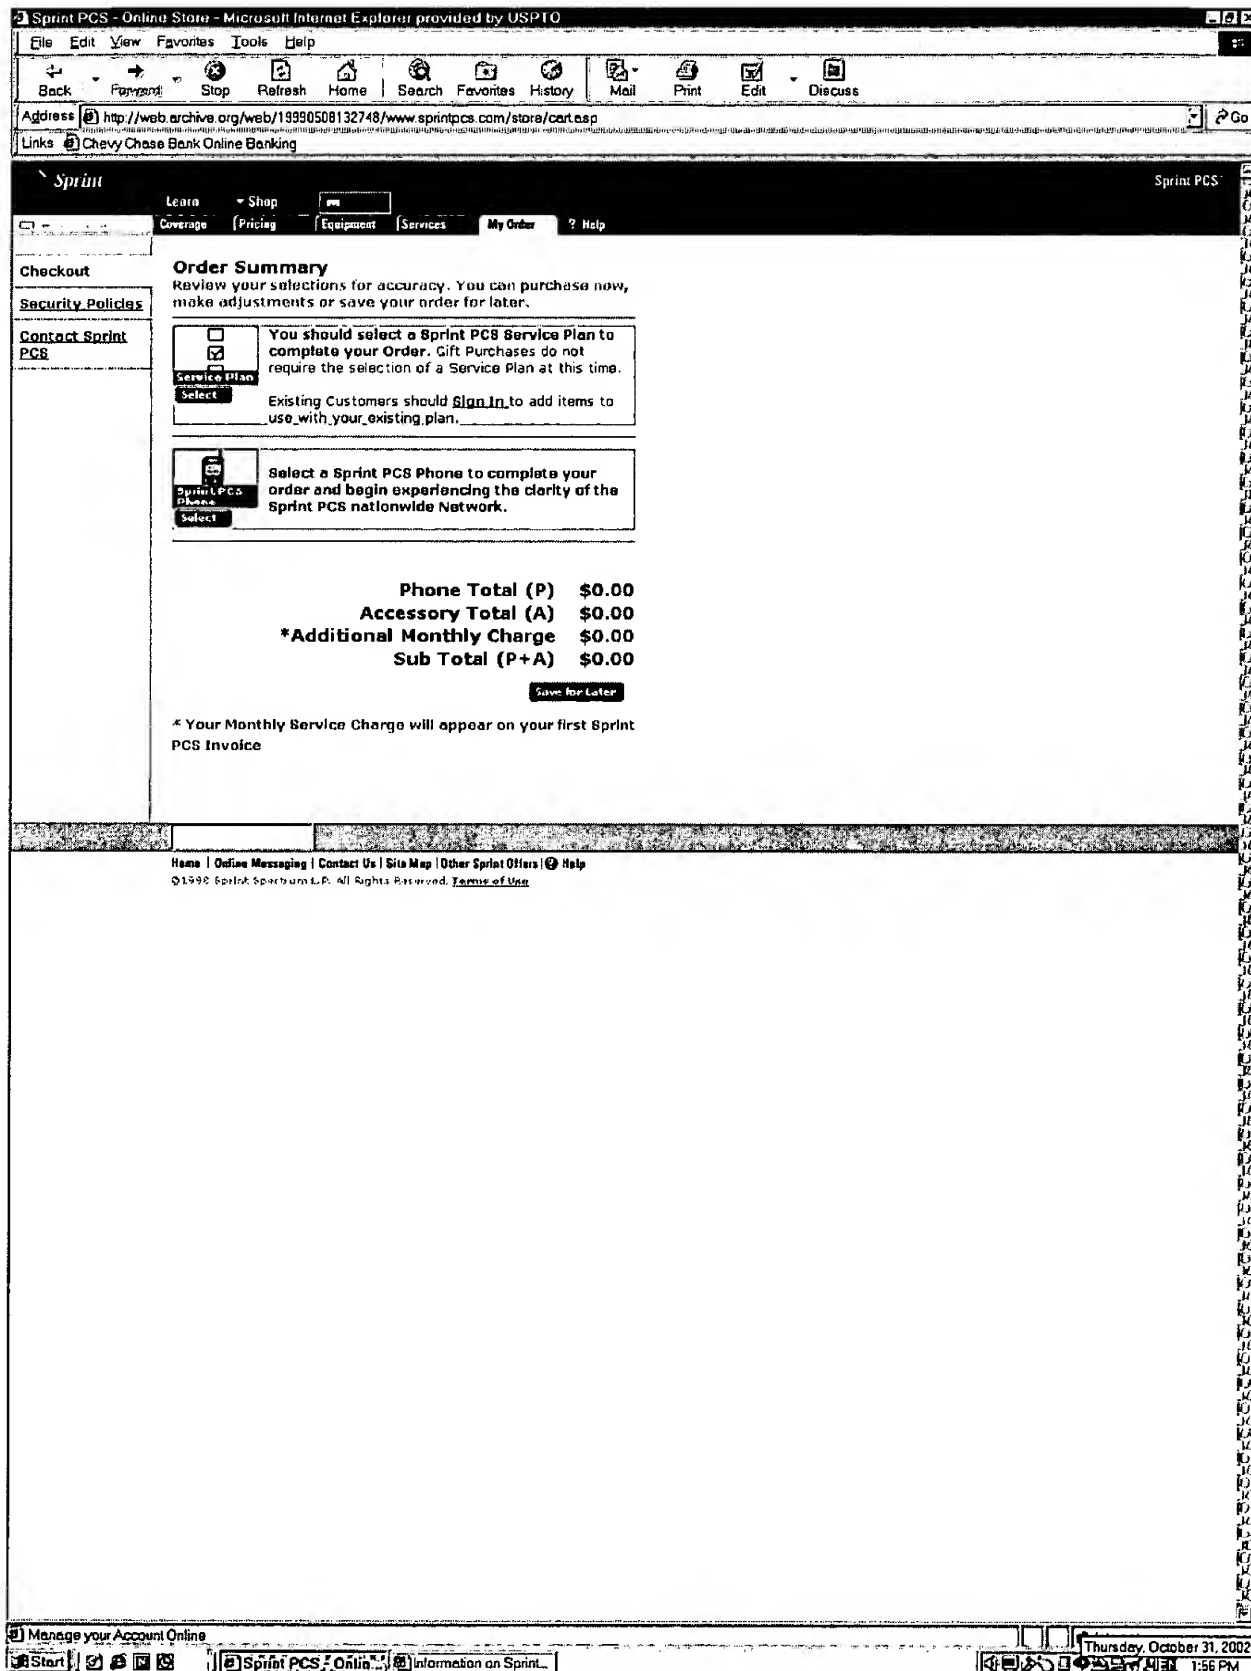 Sprint PCS - Online Store - Microsoft Internet Explorer provided by USPTO
File Edit View Favorites Tools Help
Back Forward Stop Refresh Home Search Favorites History Mail Print Edit Discuss
Address http://web.archive.org/web/19990508132748/www.sprintpcs.com/store/cart.asp Go
Links Chevy Chase Bank Online Banking
Sprint Sprint PCS
Learn Shop
Coverage Pricing Equipment Services My Order ? Help
Checkout
Security Policies
Contact Sprint
PCS
Order Summary
Review your selections for accuracy. You can purchase now,
make adjustments or save your order for later.
Service Plan
Select
You should select a Sprint PCS Service Plan to
complete your Order. Gift Purchases do not
require the selection of a Service Plan at this time.
Existing Customers should Sign In to add items to
use with your existing plan.
Sprint PCS
Phone
Select
Select a Sprint PCS Phone to complete your
order and begin experiencing the clarity of the
Sprint PCS nationwide Network.
Phone Total (P) $0.00
Accessory Total (A) $0.00
*Additional Monthly Charge $0.00
Sub Total (P+A) $0.00
Save for Later
* Your Monthly Service Charge will appear on your first Sprint
PCS Invoice
Home | Online Messaging | Contact Us | Site Map | Other Sprint Offers | ? Help
©1998 Sprint Spectrum L.P. All Rights Reserved. Terms of Use
Manage your Account Online
Thursday, October 31, 2002
Start Sprint PCS - Onlin... Information on Sprint... 1:56 PM